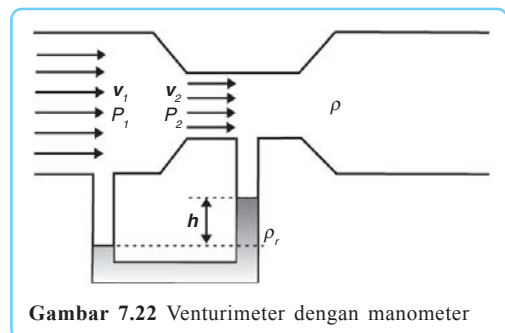 v₁ v₂ ρ
P₁ P₂
h
ρᵣ
Gambar 7.22 Venturimeter dengan manometer